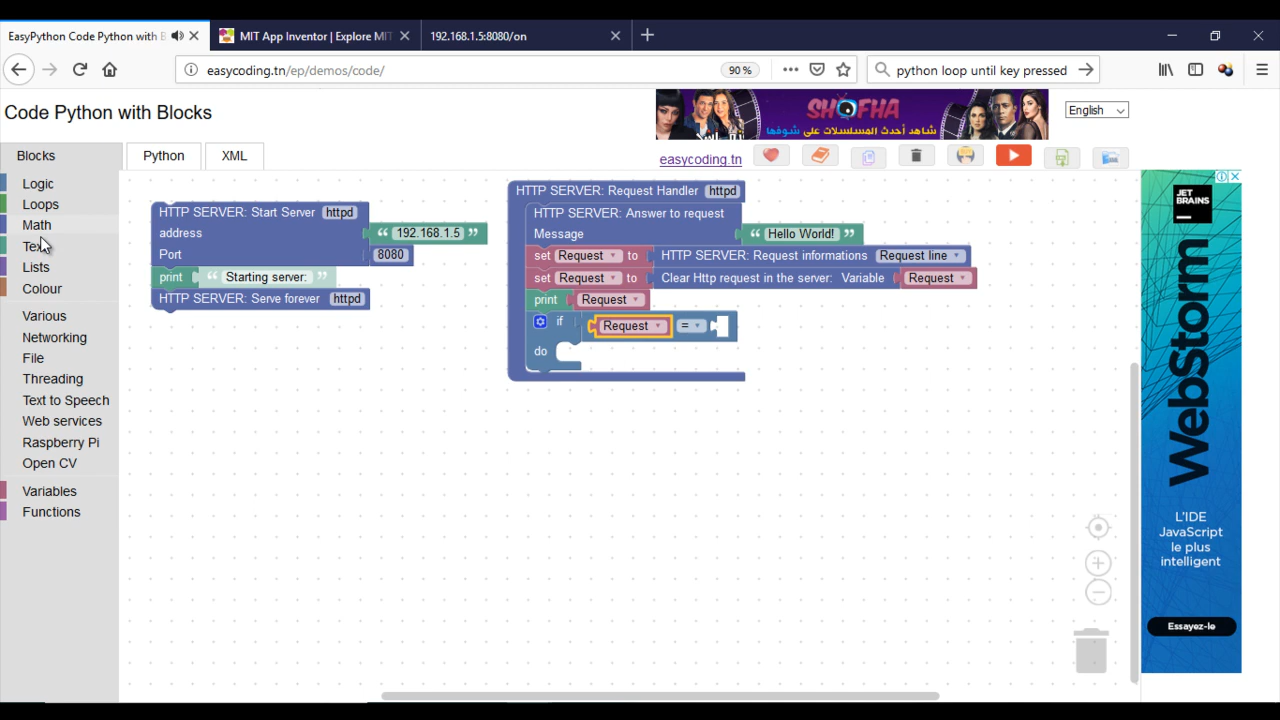 EasyPython Code Python with B
MIT App Inventor | Explore MIT
192.168.1.5:8080/on
easycoding.tn/ep/demos/code/
90 %
python loop until key pressed
Code Python with Blocks
SHOFHA
شاهد أحدث المسلسلات على شوفها
English
Blocks
Python
XML
easycoding.tn
Logic
Loops
Math
Text
Lists
Colour
Various
Networking
File
Threading
Text to Speech
Web services
Raspberry Pi
Open CV
Variables
Functions
HTTP SERVER: Start Server httpd
address “ 192.168.1.5 ”
Port 8080
print “ Starting server: ”
HTTP SERVER: Serve forever httpd
HTTP SERVER: Request Handler httpd
HTTP SERVER: Answer to request
Message “ Hello World! ”
set Request to HTTP SERVER: Request informations Request line
set Request to Clear Http request in the server: Variable Request
print Request
if Request =
do
JET
BRAINS
WebStorm
L'IDE
JavaScript
le plus
intelligent
Essayez-le